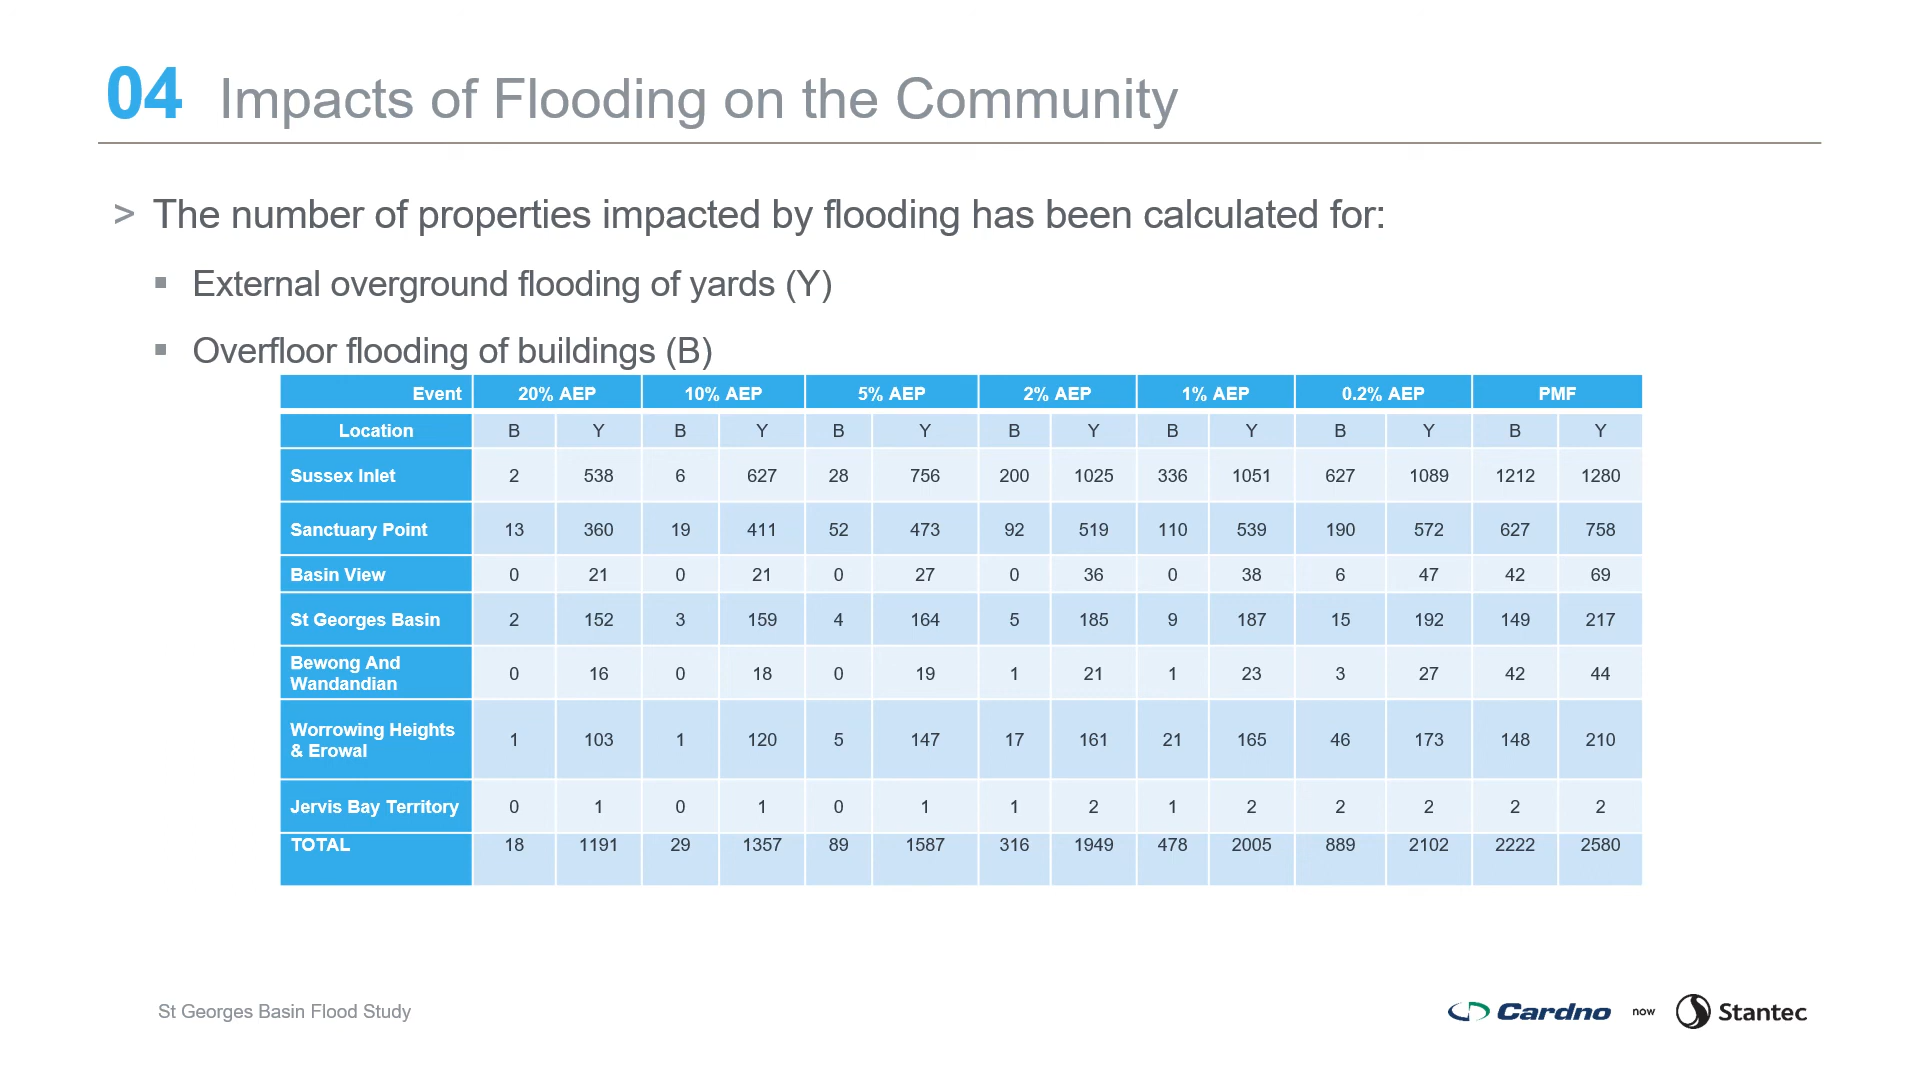 04 Impacts of Flooding on the Community
> The number of properties impacted by flooding has been calculated for:
▪ External overground flooding of yards (Y)
▪ Overfloor flooding of buildings (B)
Event 20% AEP 10% AEP 5% AEP 2% AEP 1% AEP 0.2% AEP PMF
Location B Y B Y B Y B Y B Y B Y B Y
Sussex Inlet 2 538 6 627 28 756 200 1025 336 1051 627 1089 1212 1280
Sanctuary Point 13 360 19 411 52 473 92 519 110 539 190 572 627 758
Basin View 0 21 0 21 0 27 0 36 0 38 6 47 42 69
St Georges Basin 2 152 3 159 4 164 5 185 9 187 15 192 149 217
Bewong And
Wandandian 0 16 0 18 0 19 1 21 1 23 3 27 42 44
Worrowing Heights
& Erowal 1 103 1 120 5 147 17 161 21 165 46 173 148 210
Jervis Bay Territory 0 1 0 1 0 1 1 2 1 2 2 2 2 2
TOTAL 18 1191 29 1357 89 1587 316 1949 478 2005 889 2102 2222 2580
St Georges Basin Flood Study
Cardno now Stantec